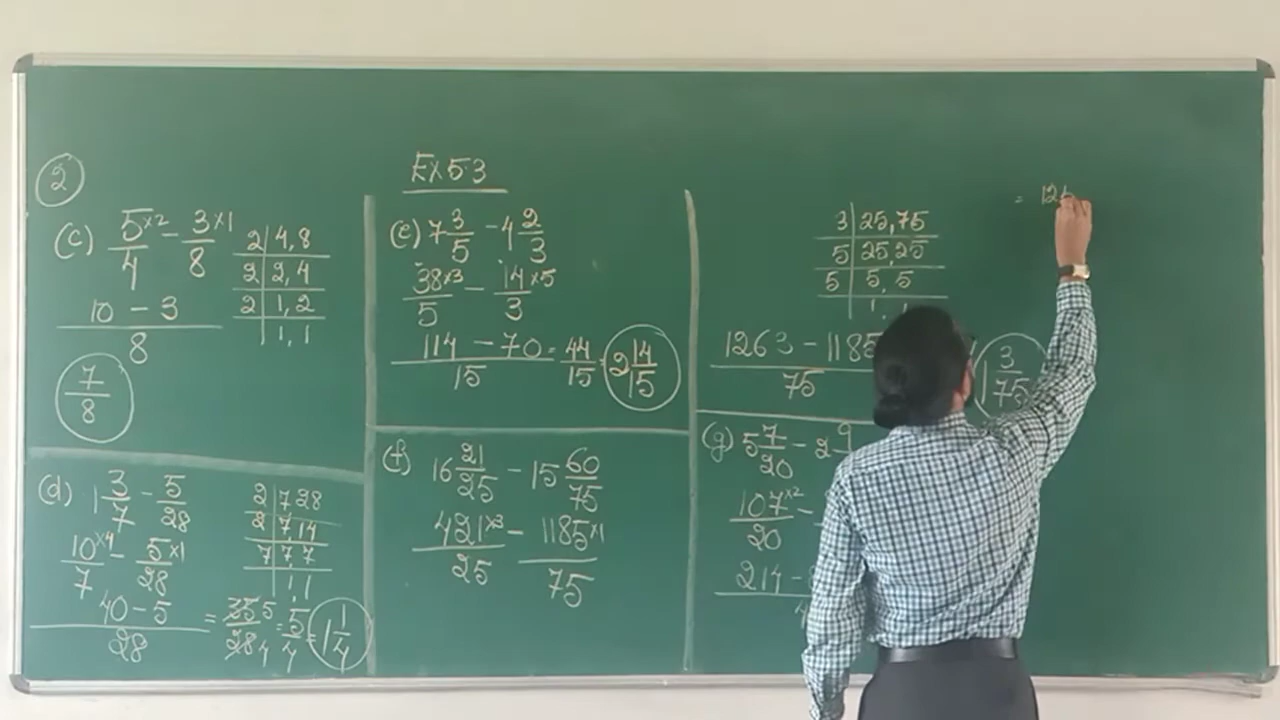 Ex 5.3
2
(c) 5/4 ×2 - 3/8 ×1
10 - 3 / 8
7/8
2 | 4, 8
2 | 2, 4
2 | 1, 2
1, 1
(d) 1 3/7 - 5/28
10/7 ×4 - 5/28 ×1
40 - 5 / 28 = 35/28 5/4 = 5/4 = 1 1/4
2 | 7 28
2 | 7, 14
7 | 7, 7
1, 1
(e) 7 3/5 - 4 2/3
38/5 ×3 - 14/3 ×5
114 - 70 / 15 = 44/15 = 2 14/15
(f) 16 21/25 - 15 60/75
421/25 ×3 - 1185/75 ×1
3 | 25, 75
5 | 25, 25
5 | 5, 5
1, 1
1263 - 1185 / 75
1 3/75
(g) 5 7/20 - 2 9
107/20 ×2 -
214 -
=